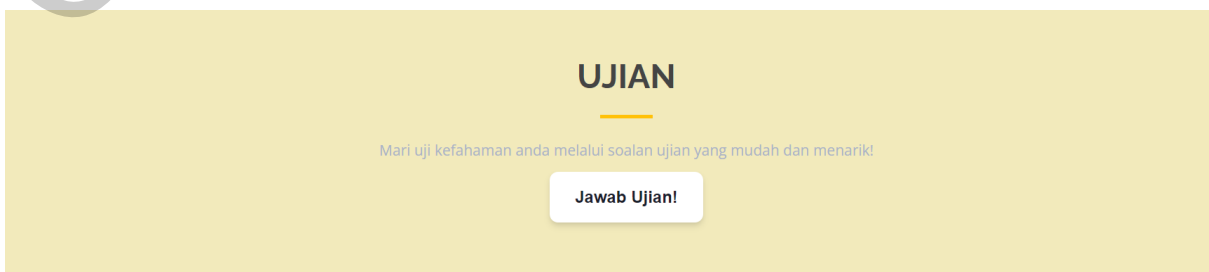 UJIAN
Mari uji kefahaman anda melalui soalan ujian yang mudah dan menarik!
Jawab Ujian!